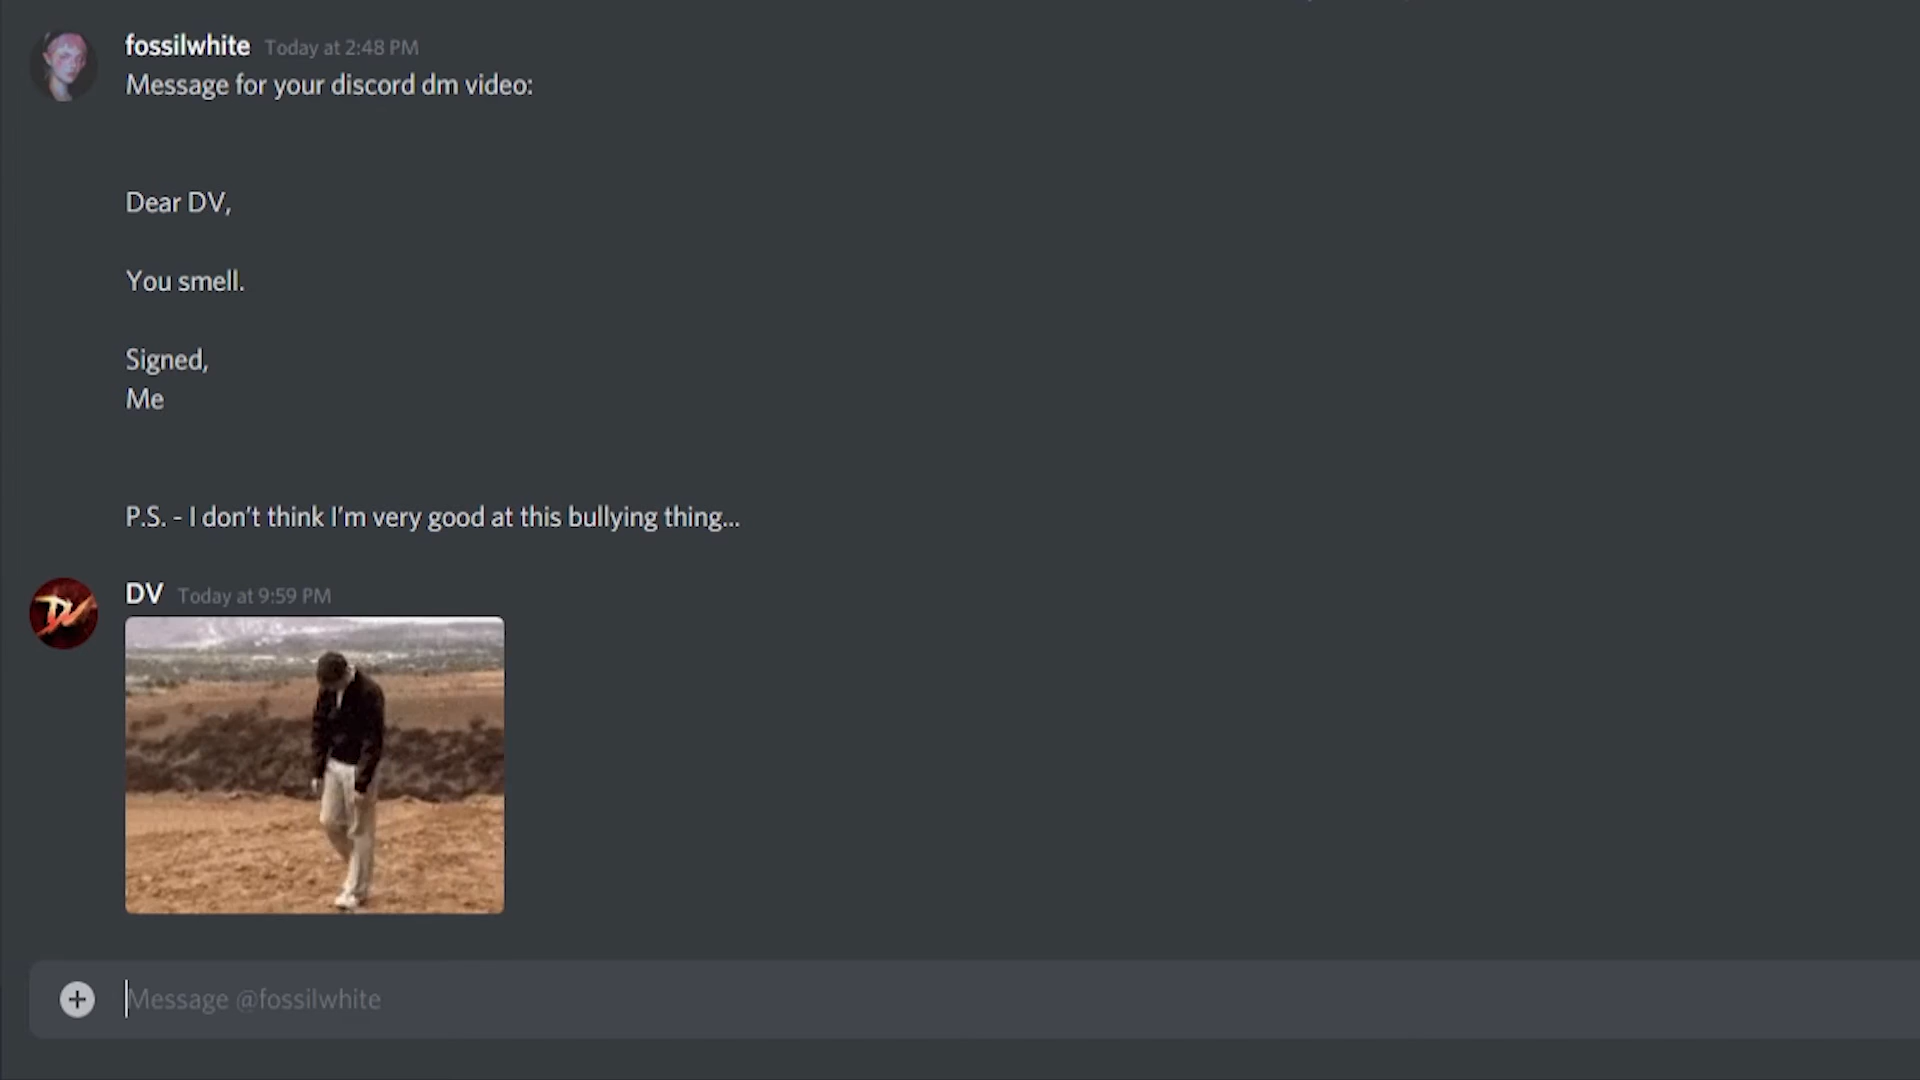 fossilwhite Today at 2:48 PM
Message for your discord dm video:
Dear DV,
You smell.
Signed,
Me
P.S. - I don’t think I’m very good at this bullying thing...
DV
DV Today at 9:59 PM
Message @fossilwhite